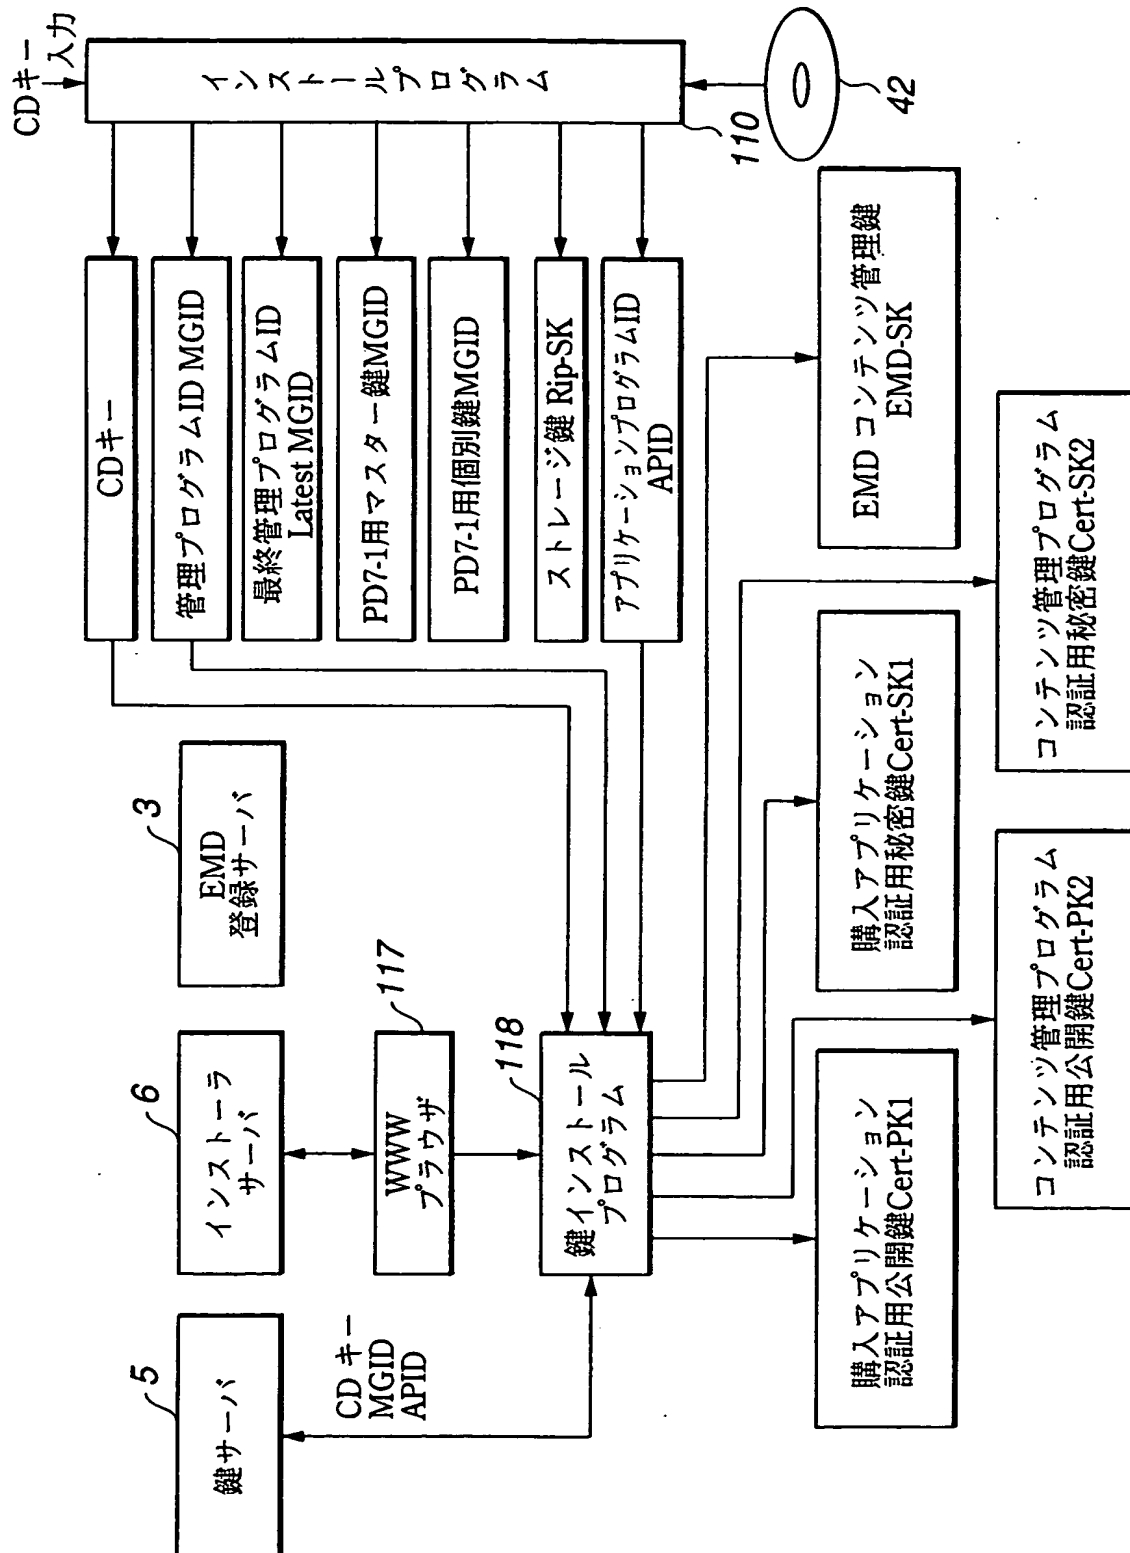 鍵サーバ
5
インストーラ
サーバ
6
EMD
登録サーバ
3
CDキー
MGID
APID
WWW
ブラウザ
117
鍵インストール
プログラム
118
CDキー
管理プログラムID MGID
最終管理プログラムID
Latest MGID
PD7-1用マスター鍵MGID
PD7-1用個別鍵MGID
ストレージ鍵 Rip-SK
アプリケーションプログラムID
APID
CDキー
入力
インストールプログラム
110
42
購入アプリケーション
認証用公開鍵Cert-PK1
購入アプリケーション
認証用秘密鍵Cert-SK1
EMD コンテンツ管理鍵
EMD-SK
コンテンツ管理プログラム
認証用公開鍵Cert-PK2
コンテンツ管理プログラム
認証用秘密鍵Cert-SK2